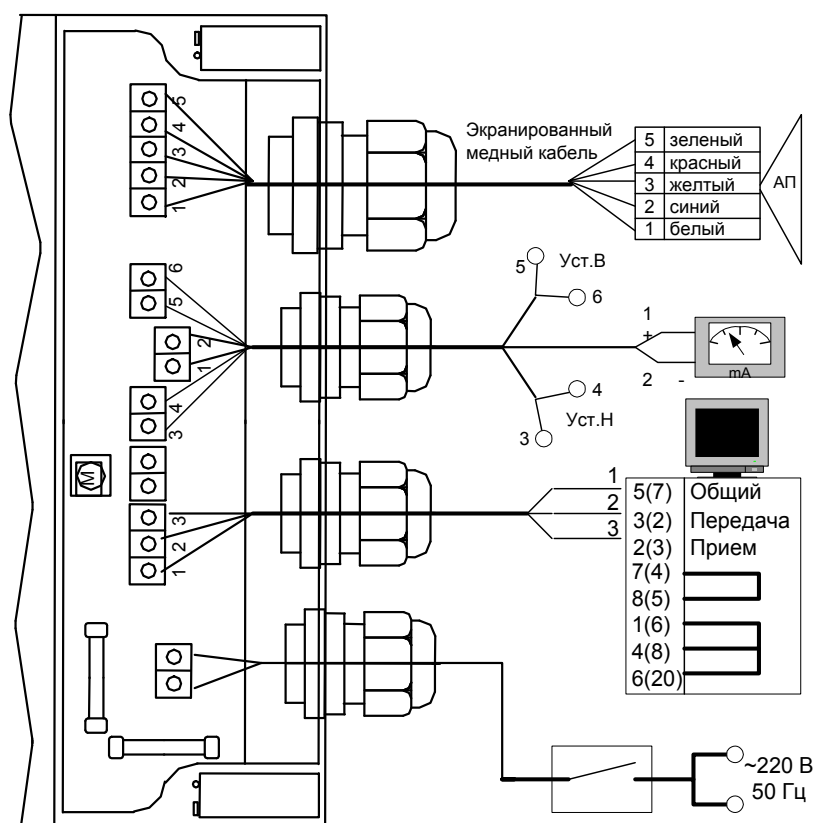 5
4
3
2
1
Экранированный
медный кабель
5 зеленый
4 красный
3 желтый
2 синий
1 белый
АП
6
5
2
1
4
3
5
Уст.В
6
4
Уст.Н
3
1
+
2 -
mA
M
3
2
1
1
2
3
5(7) Общий
3(2) Передача
2(3) Прием
7(4)
8(5)
1(6)
4(8)
6(20)
~220 В
50 Гц